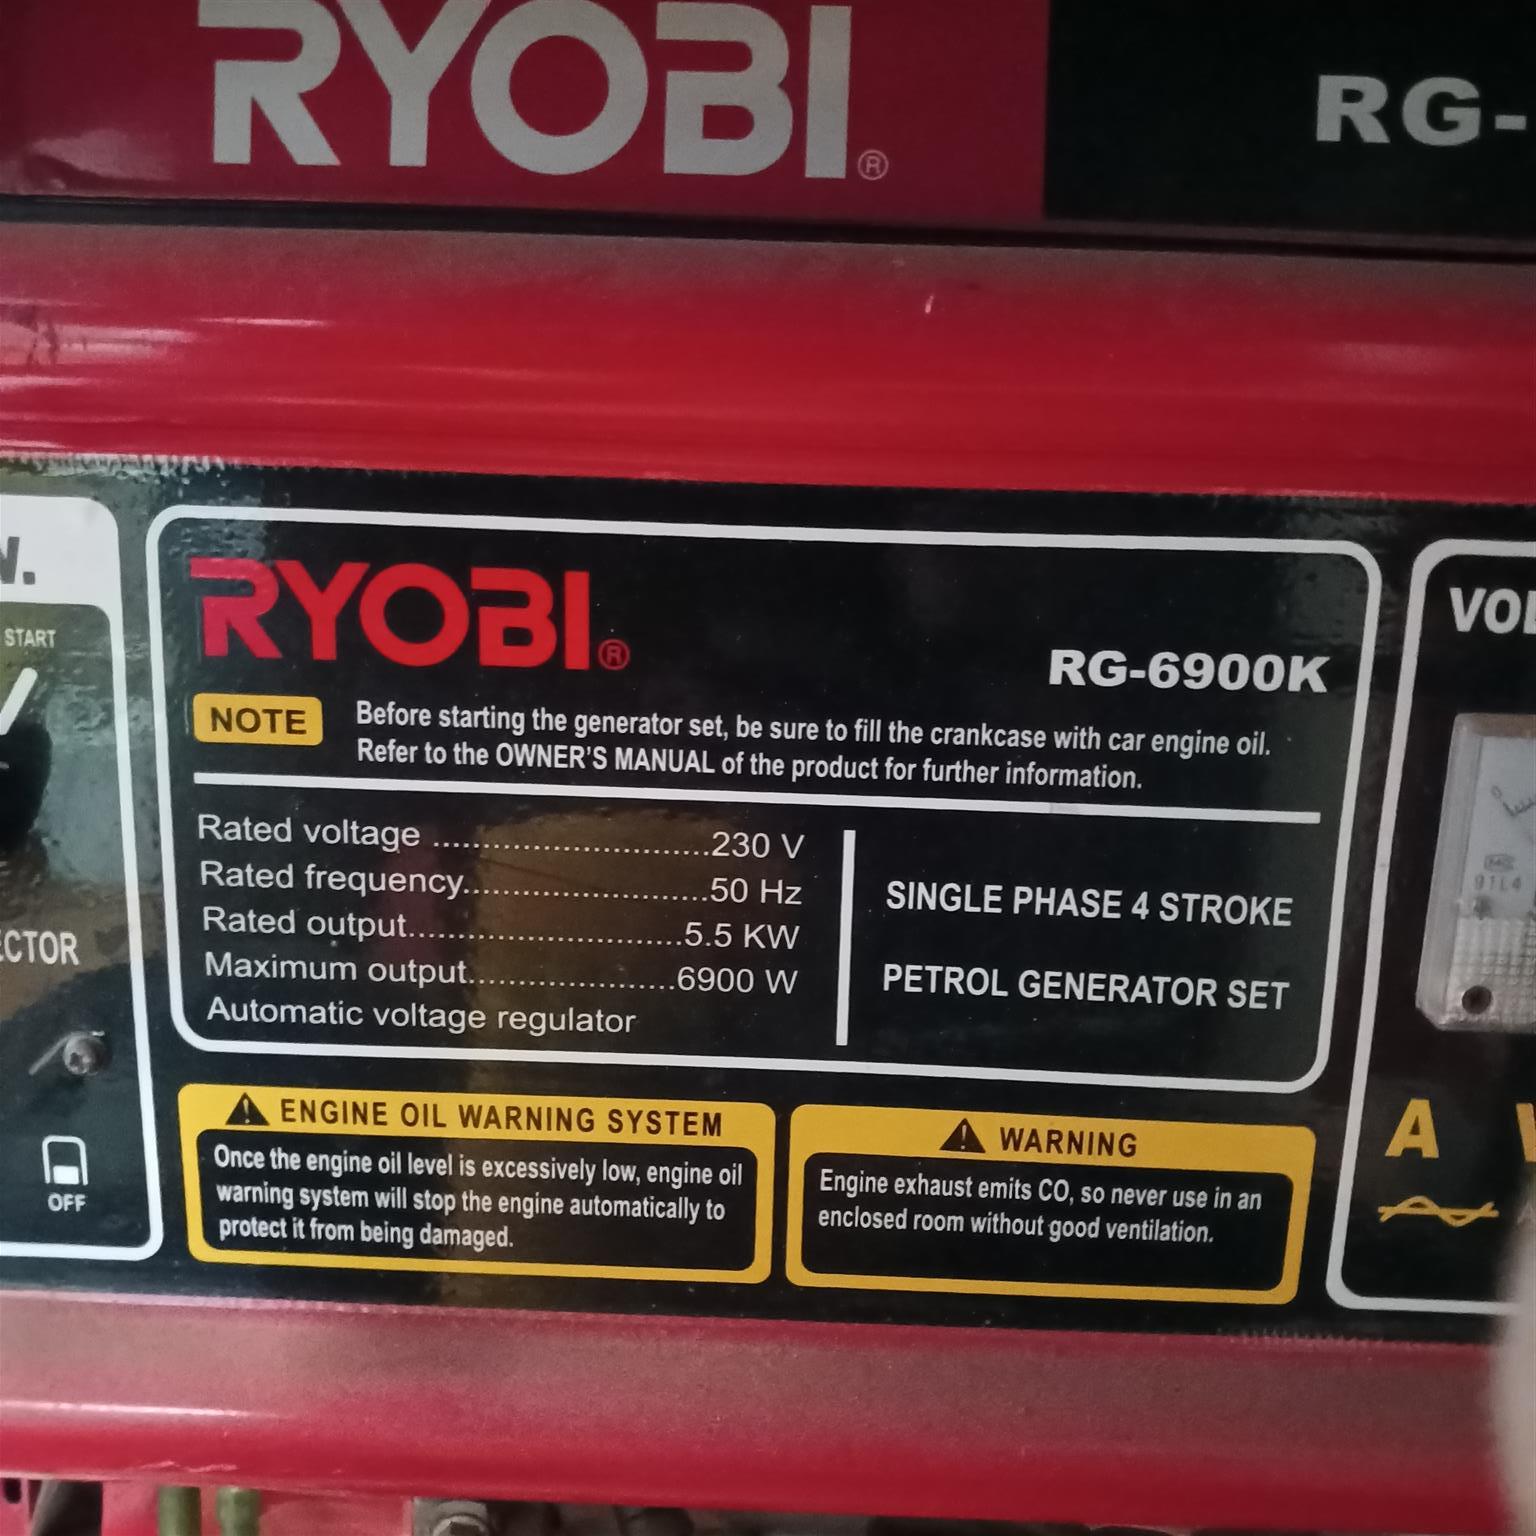 RYOBI®
RG-
START
ECTOR
OFF
RYOBI®
RG-6900K
NOTE
Before starting the generator set, be sure to fill the crankcase with car engine oil.
Refer to the OWNER'S MANUAL of the product for further information.
Rated voltage ............................230 V
Rated frequency.........................50 Hz
Rated output............................5.5 KW
Maximum output.....................6900 W
Automatic voltage regulator
SINGLE PHASE 4 STROKE
PETROL GENERATOR SET
ENGINE OIL WARNING SYSTEM
Once the engine oil level is excessively low, engine oil
warning system will stop the engine automatically to
protect it from being damaged.
WARNING
Engine exhaust emits CO, so never use in an
enclosed room without good ventilation.
VOL
0
91L4
A